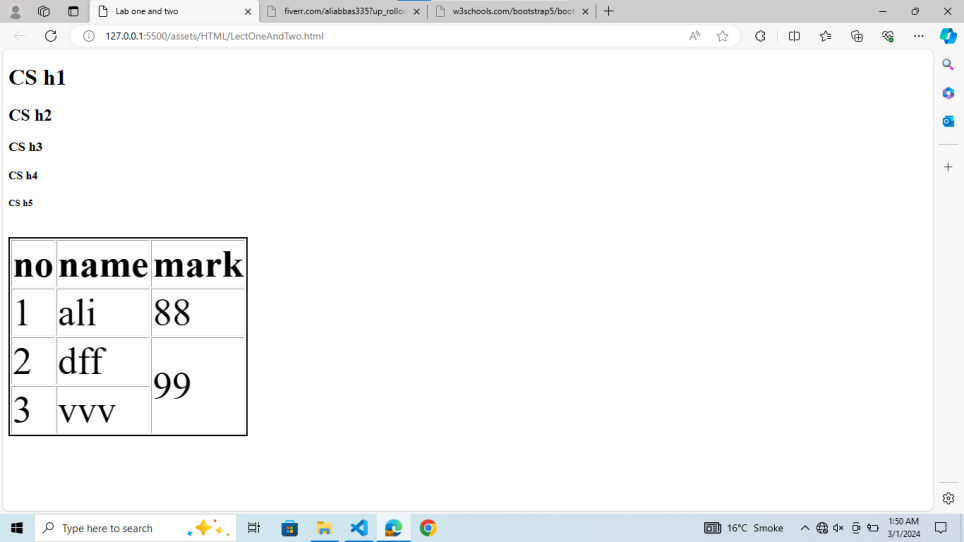 Lab one and two
fiverr.com/aliabbas335?up_rollou
w3schools.com/bootstrap5/boot
127.0.0.1:5500/assets/HTML/LectOneAndTwo.html
CS h1
CS h2
CS h3
CS h4
CS h5
no name mark
1 ali 88
2 dff 99
3 vvv
Type here to search
16°C Smoke
1:50 AM
3/1/2024